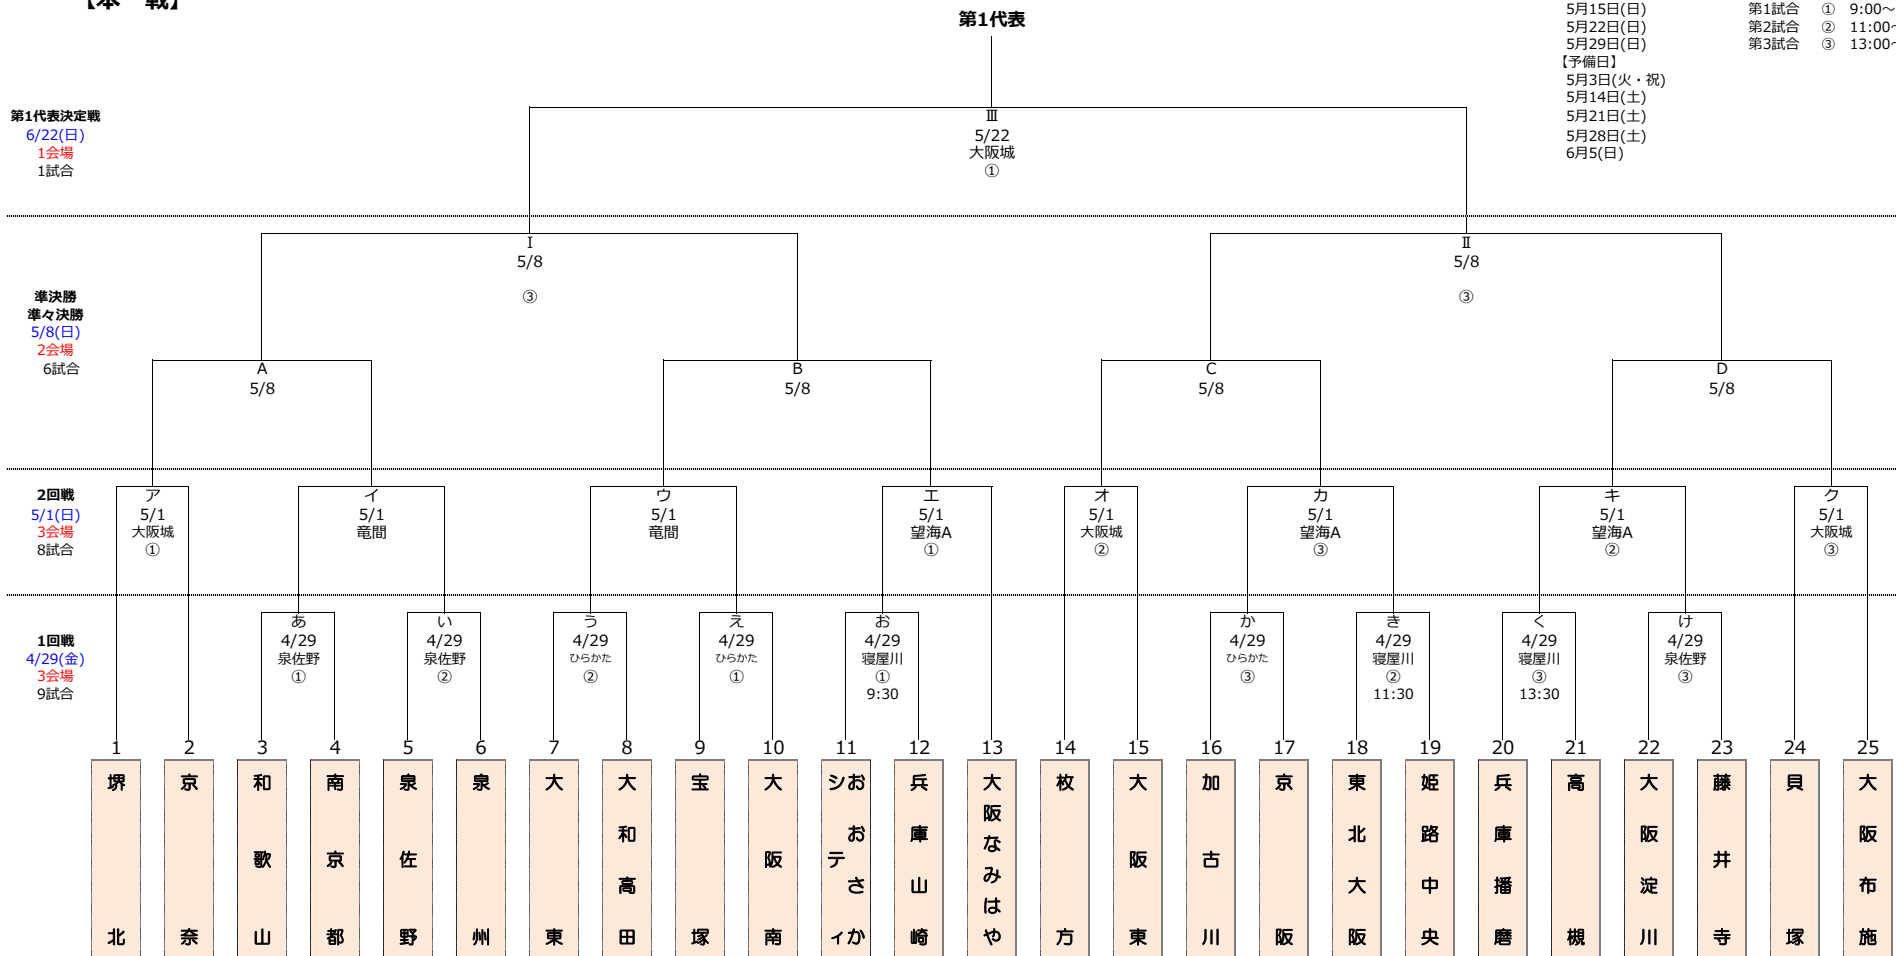 【本　戦】
第1代表
5月15日(日)
5月22日(日)
5月29日(日)
【予備日】
5月3日(火・祝)
5月14日(土)
5月21日(土)
5月28日(土)
6月5(日)
第1試合　①　9:00～
第2試合　②　11:00~
第3試合　③　13:00~
第1代表決定戦
6/22(日)
1会場
1試合
Ⅲ
5/22
大阪城
①
準決勝
準々決勝
5/8(日)
2会場
6試合
Ⅰ
5/8
③
Ⅱ
5/8
③
A
5/8
B
5/8
C
5/8
D
5/8
2回戦
5/1(日)
3会場
8試合
ア
5/1
大阪城
①
イ
5/1
竜間
ウ
5/1
竜間
エ
5/1
望海A
①
オ
5/1
大阪城
②
カ
5/1
望海A
③
キ
5/1
望海A
②
ク
5/1
大阪城
③
1回戦
4/29(金)
3会場
9試合
あ
4/29
泉佐野
①
い
4/29
泉佐野
②
う
4/29
ひらかた
②
え
4/29
ひらかた
①
お
4/29
寝屋川
①
9:30
か
4/29
ひらかた
③
き
4/29
寝屋川
②
11:30
く
4/29
寝屋川
③
13:30
け
4/29
泉佐野
③
1
堺北
2
京奈
3
和歌山
4
南京都
5
泉佐野
6
泉州
7
大東
8
大和高田
9
宝塚
10
大阪南
11
おおさか
シティ
12
兵庫山崎
13
大阪なみはや
14
枚方
15
大阪東
16
加古川
17
京阪
18
東北大阪
19
姫路中央
20
兵庫播磨
21
高槻
22
大阪淀川
23
藤井寺
24
貝塚
25
大阪布施